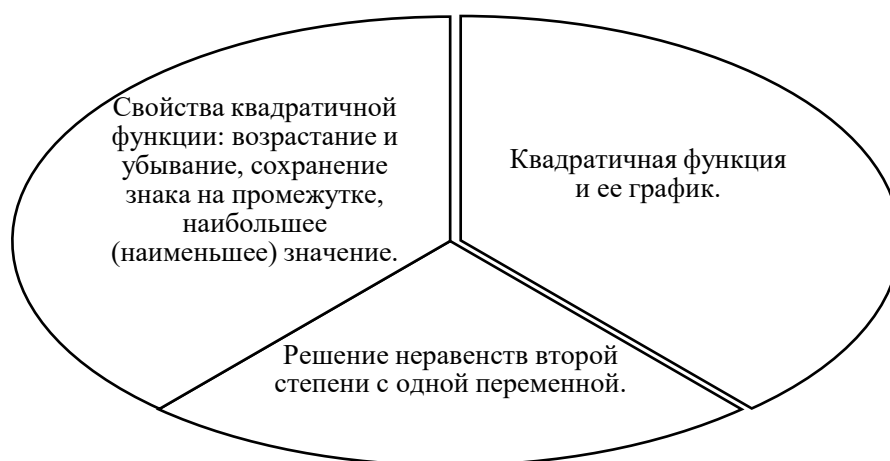 Свойства квадратичной
функции: возрастание и
убывание, сохранение
знака на промежутке,
наибольшее
(наименьшее) значение.
Квадратичная функция
и ее график.
Решение неравенств второй
степени с одной переменной.